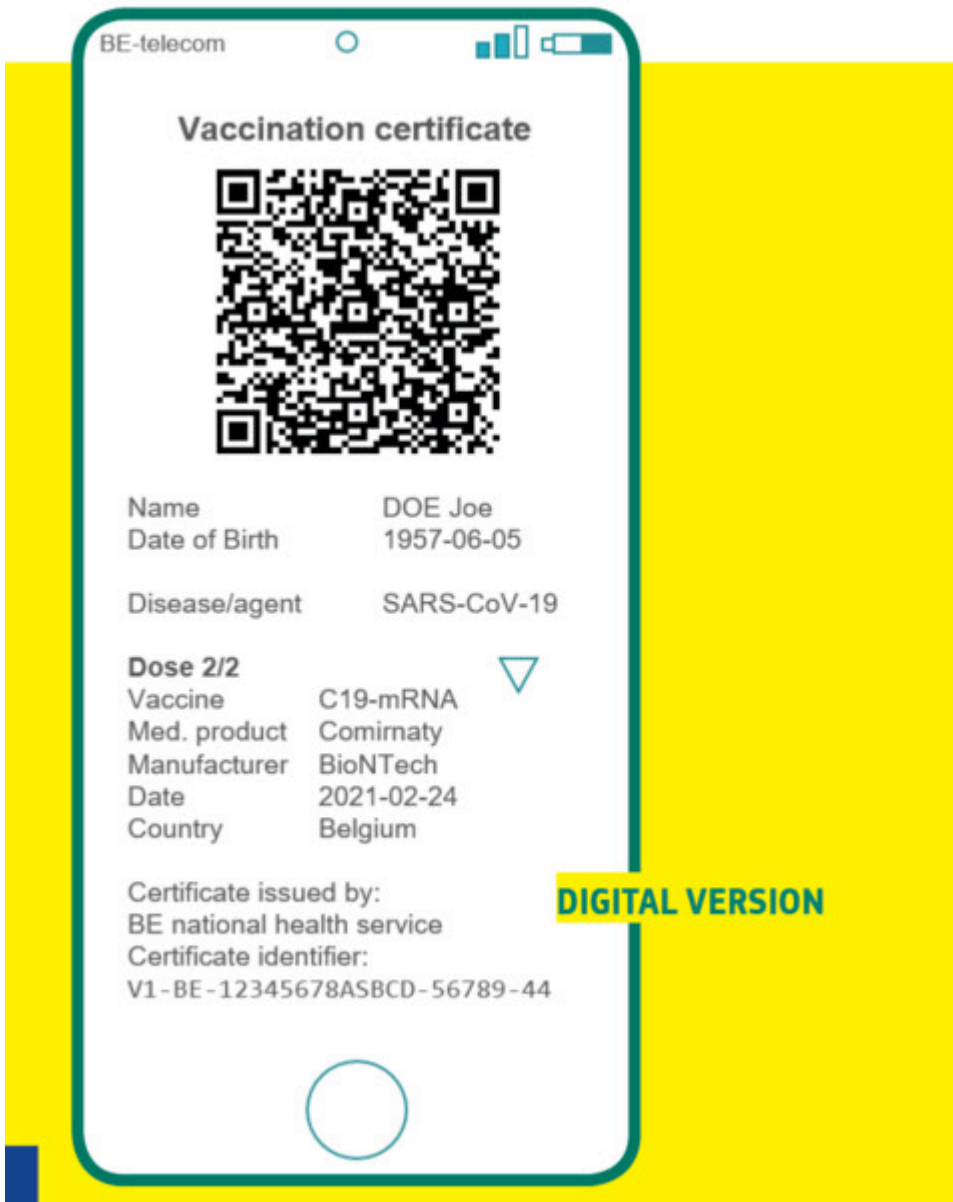 BE-telecom
Vaccination certificate
Name DOE Joe
Date of Birth 1957-06-05
Disease/agent SARS-CoV-19
Dose 2/2
Vaccine C19-mRNA
Med. product Comirnaty
Manufacturer BioNTech
Date 2021-02-24
Country Belgium
Certificate issued by:
BE national health service
Certificate identifier:
V1-BE-12345678ASBCD-56789-44
DIGITAL VERSION